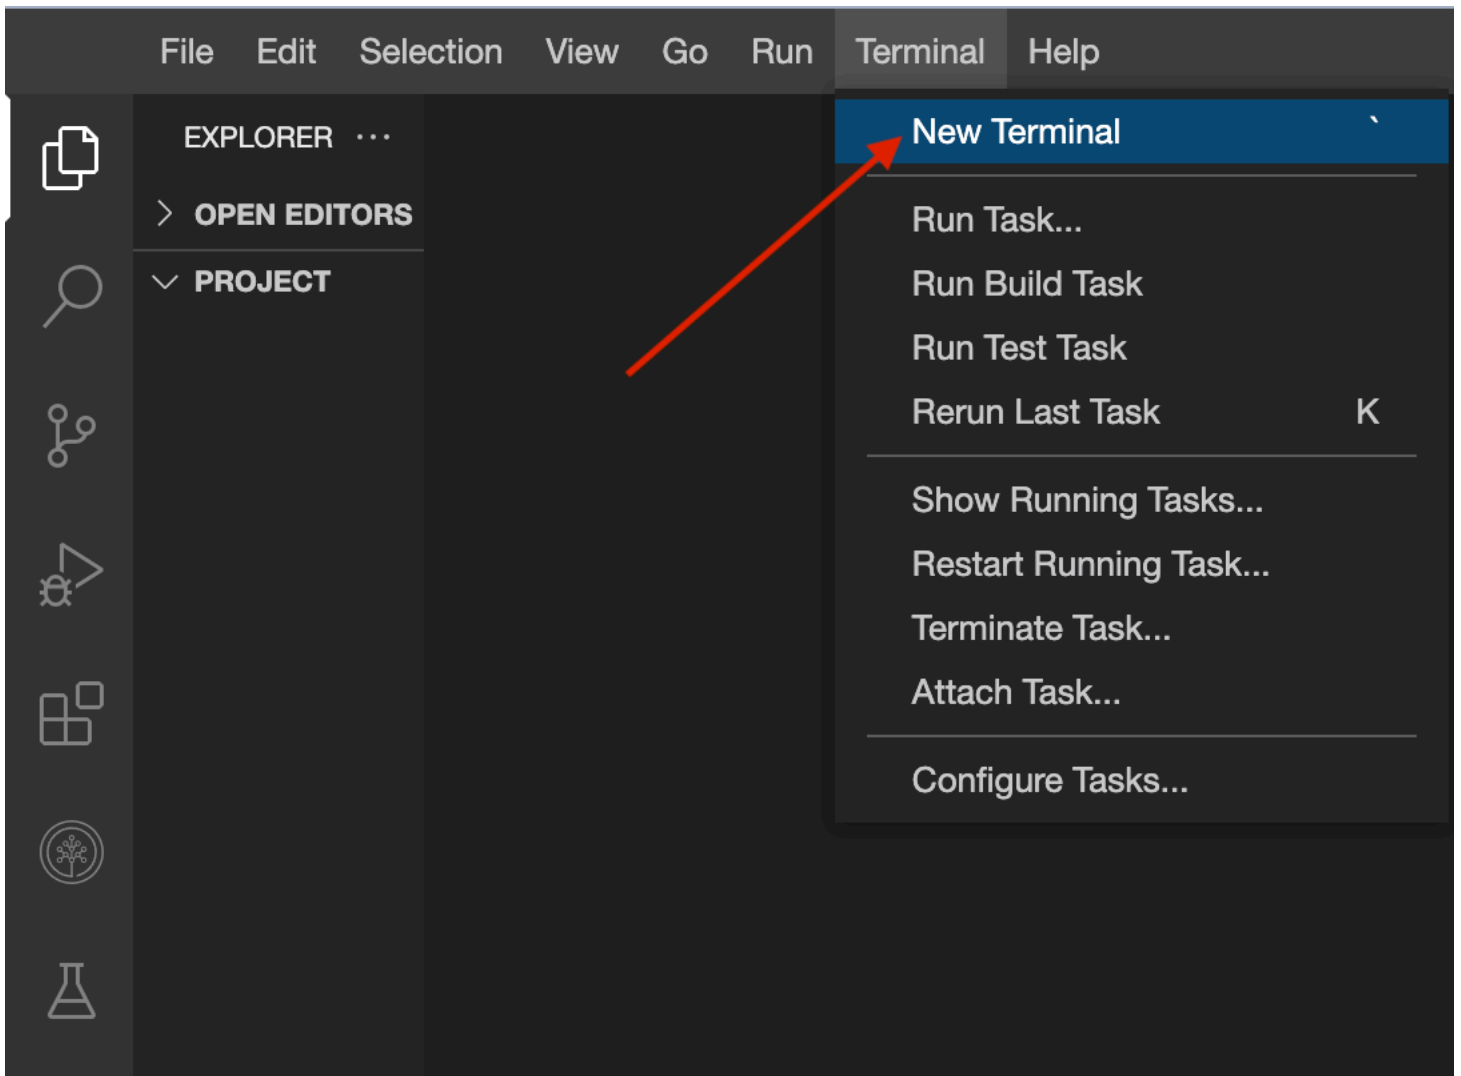 File Edit Selection View Go Run Terminal Help
EXPLORER ···
OPEN EDITORS
PROJECT
New Terminal `
Run Task...
Run Build Task
Run Test Task
Rerun Last Task K
Show Running Tasks...
Restart Running Task...
Terminate Task...
Attach Task...
Configure Tasks...